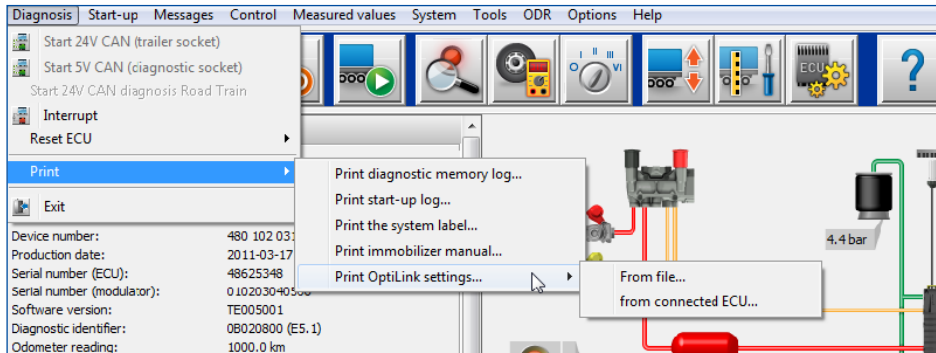 Diagnosis Start-up Messages Control Measured values System Tools ODR Options Help
Start 24V CAN (trailer socket)
Start 5V CAN (diagnostic socket)
Start 24V CAN diagnosis Road Train
Interrupt
Reset ECU
Print
Exit
Print diagnostic memory log...
Print start-up log...
Print the system label...
Print immobilizer manual...
Print OptiLink settings...
From file...
from connected ECU...
I II III
O VI
ECU
?
4.4 bar
Device number: 480 102 031
Production date: 2011-03-17
Serial number (ECU): 48625348
Serial number (modulator):
Software version: TE005001
Diagnostic identifier: 0B020800 (E5.1)
Odometer reading: 1000.0 km